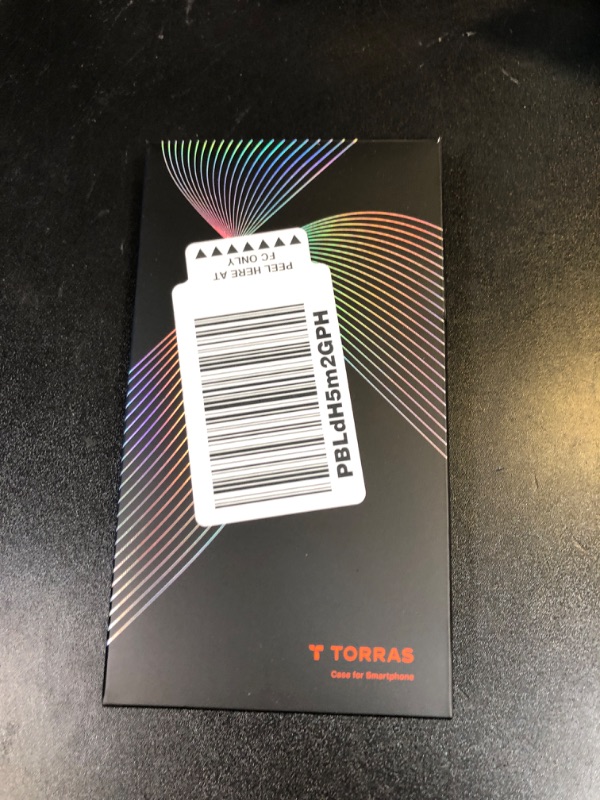 PEEL HERE AT
FC ONLY
PBLdH5m2GPH
TORRAS
Case for Smartphone